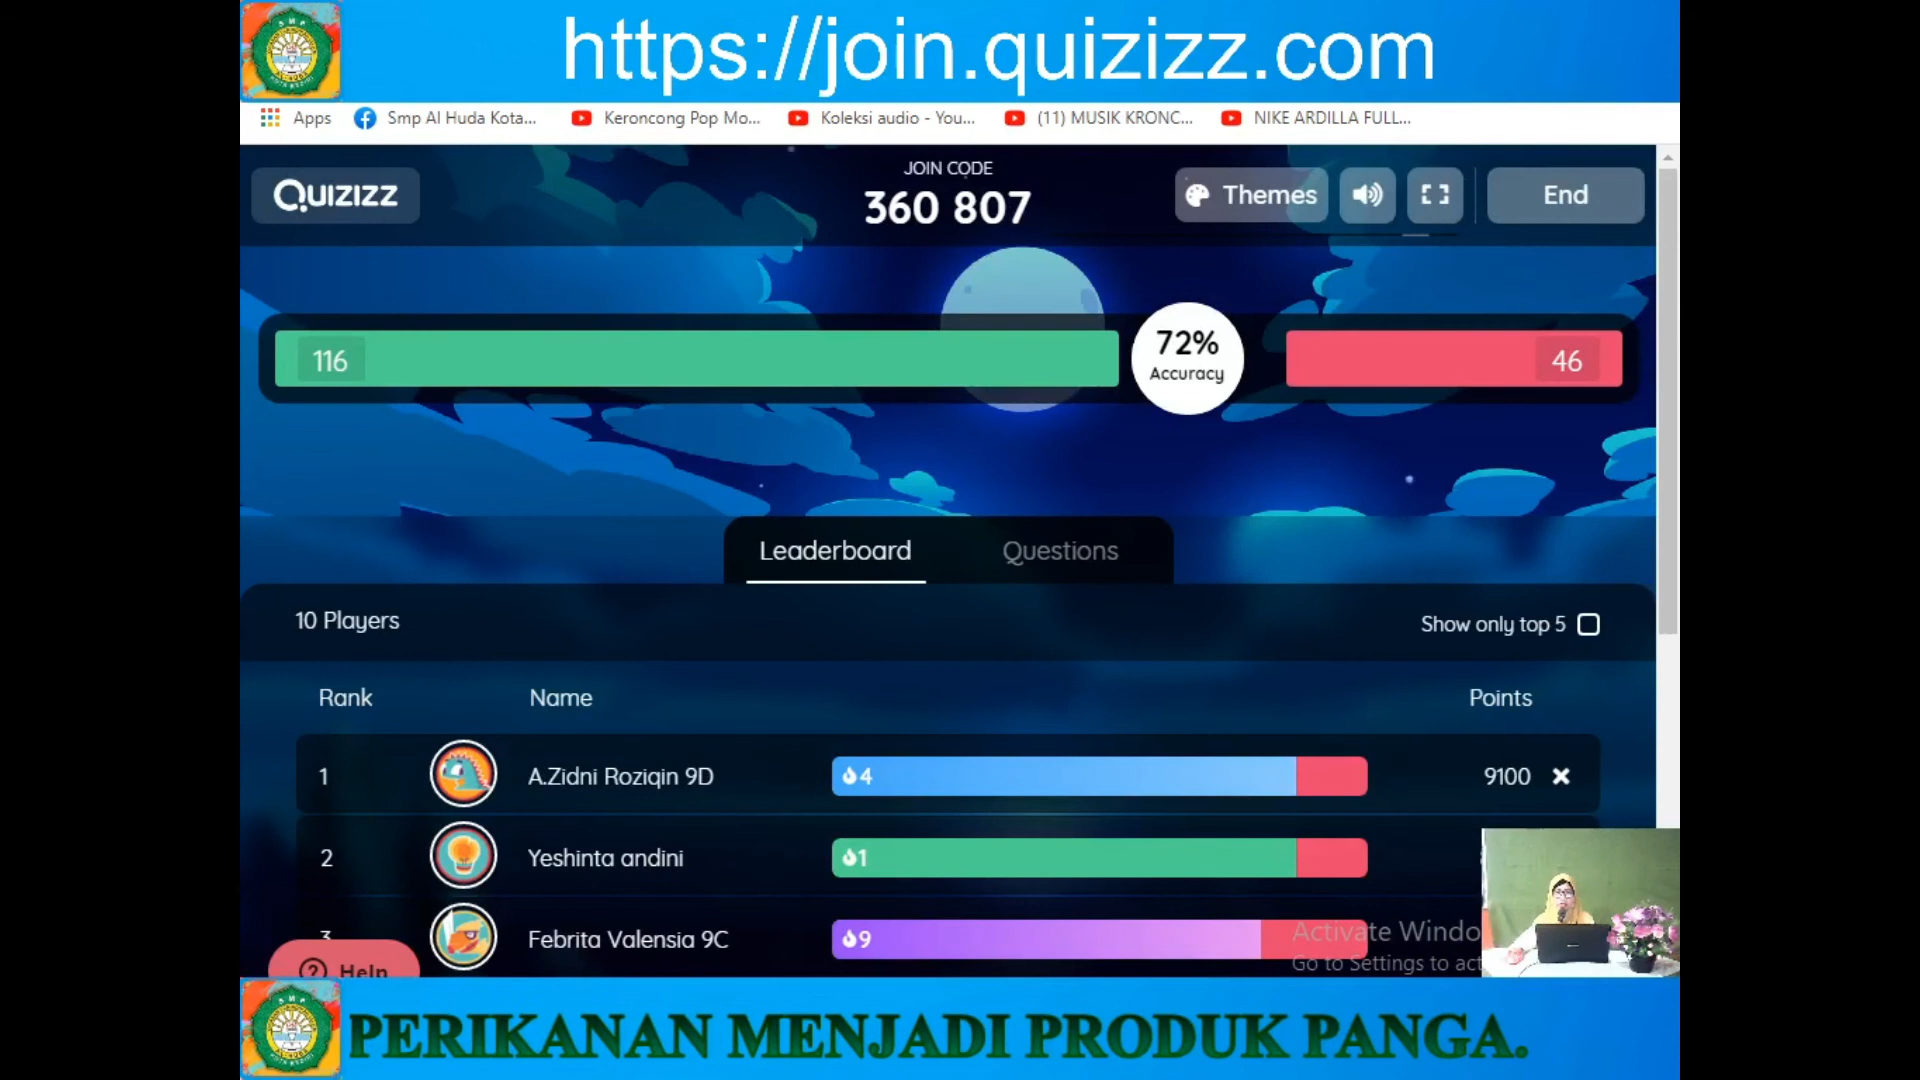 https://join.quizizz.com
Apps
Smp Al Huda Kota...
Keroncong Pop Mo...
Koleksi audio - You...
(11) MUSIK KRONC...
NIKE ARDILLA FULL...
QUIZIZZ
JOIN CODE
360 807
Themes
End
116
72%
Accuracy
46
Leaderboard
Questions
10 Players
Show only top 5
Rank Name Points
1 A.Zidni Roziqin 9D 4 9100
2 Yeshinta andini 1
3 Febrita Valensia 9C 9
Activate Windo
Go to Settings to act
Help
PERIKANAN MENJADI PRODUK PANGA.